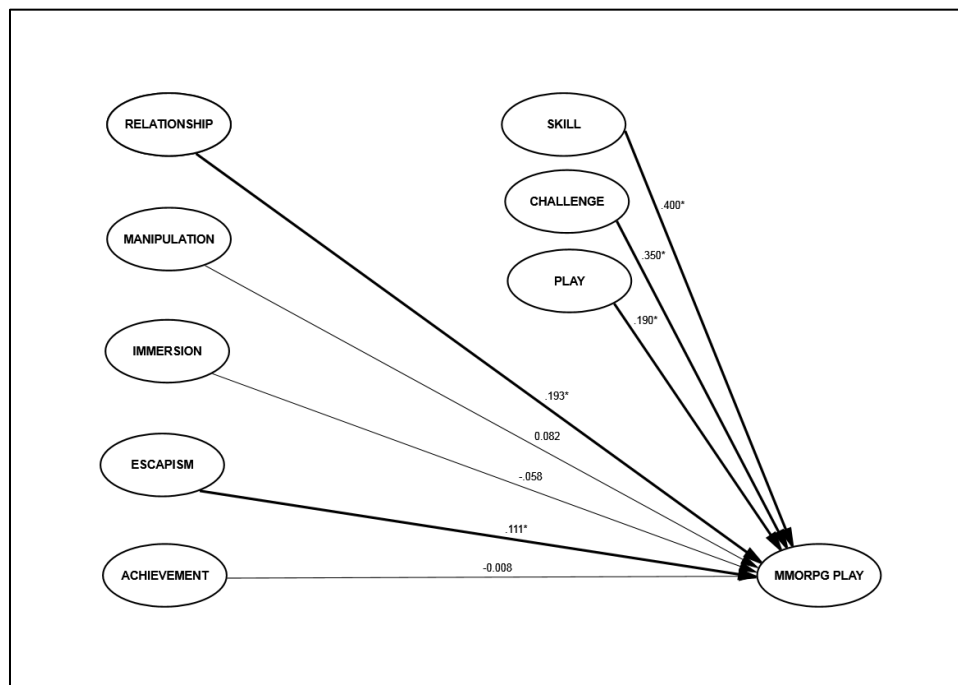 RELATIONSHIP
SKILL
CHALLENGE
MANIPULATION
PLAY
IMMERSION
ESCAPISM
ACHIEVEMENT
MMORPG PLAY
.400*
.350*
.190*
.193*
0.082
-.058
.111*
-0.008